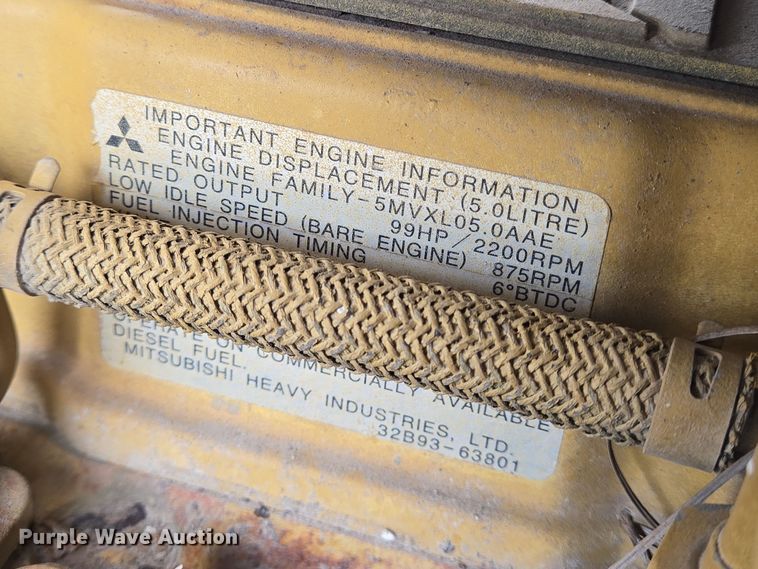 IMPORTANT ENGINE INFORMATION
ENGINE DISPLACEMENT (5.0LITRE)
ENGINE FAMILY-5MVXL05.0AAE
RATED OUTPUT 99HP/2200RPM
LOW IDLE SPEED (BARE ENGINE) 875RPM
FUEL INJECTION TIMING 6°BTDC
OPERATE ON COMMERCIALLY AVAILABLE
DIESEL FUEL.
MITSUBISHI HEAVY INDUSTRIES, LTD.
32B93-63801
Purple Wave Auction